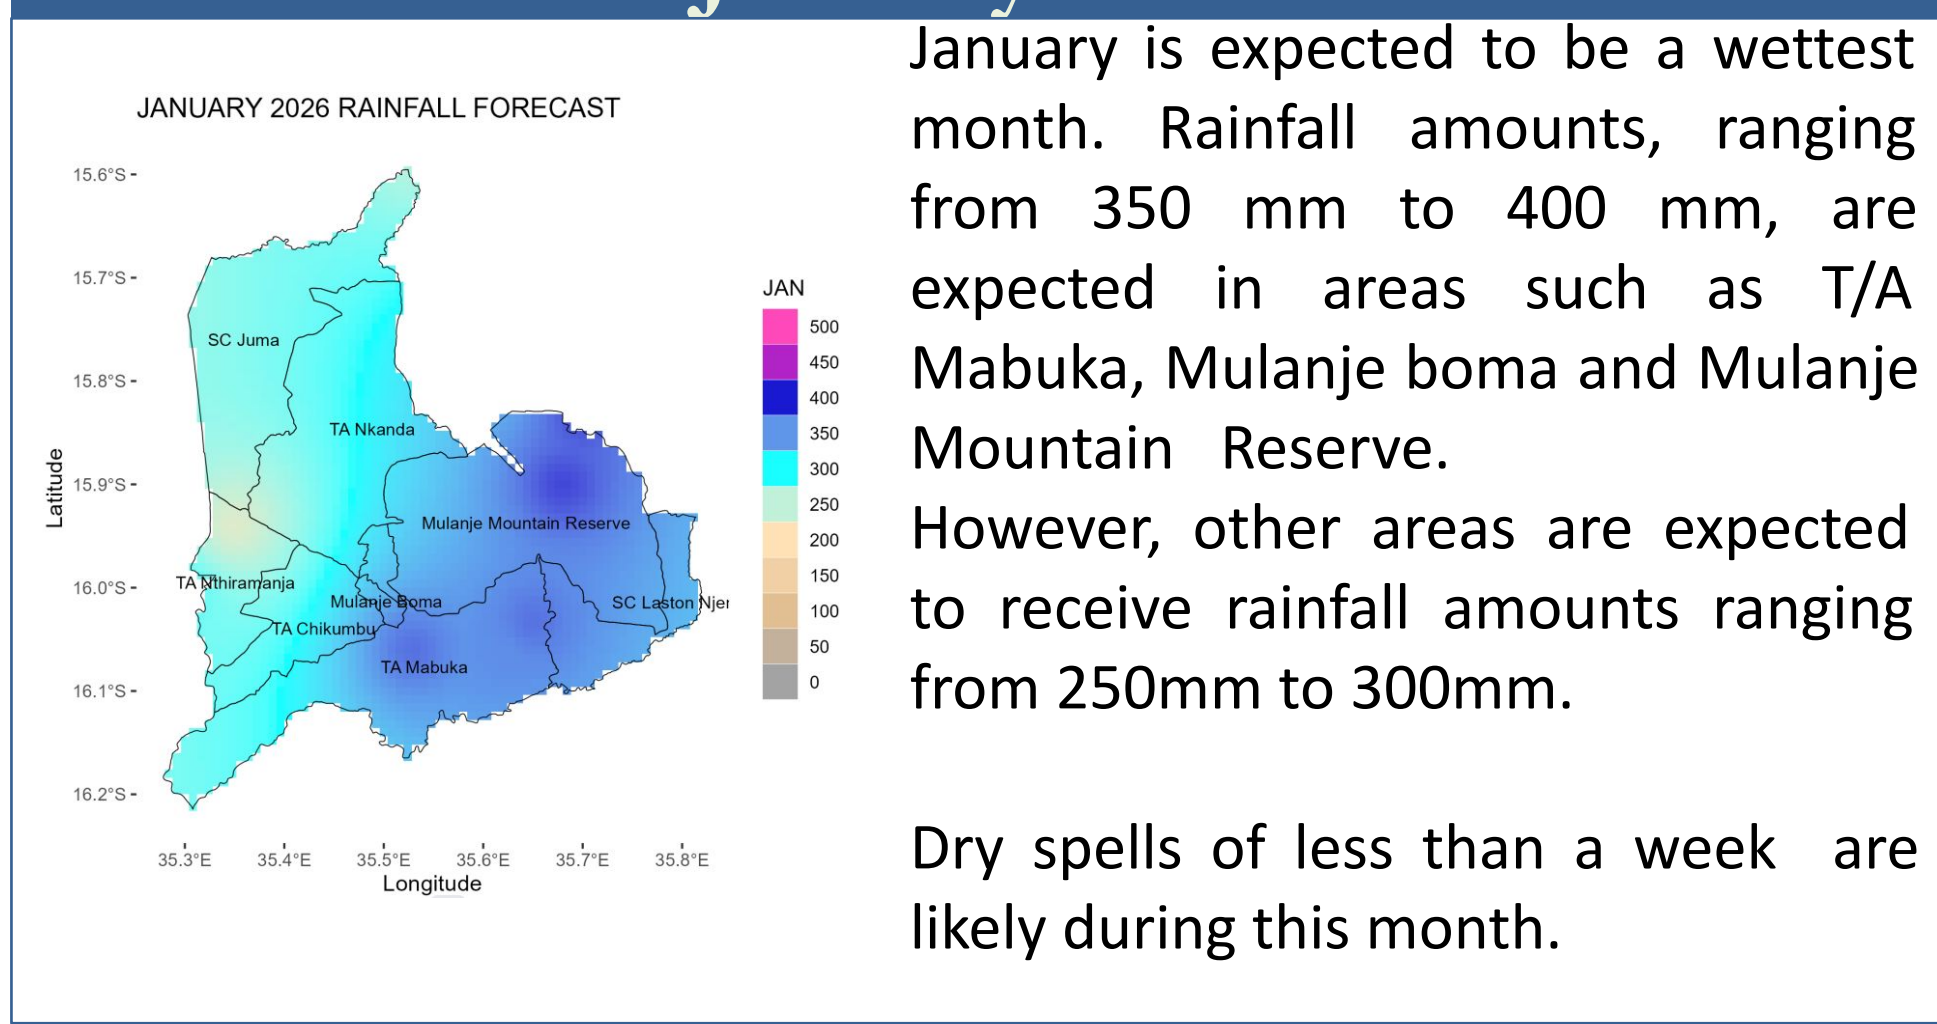 JANUARY 2026 RAINFALL FORECAST
15.6°S
15.7°S
15.8°S
15.9°S
16.0°S
16.1°S
16.2°S
Latitude
35.3°E 35.4°E 35.5°E 35.6°E 35.7°E 35.8°E
Longitude
SC Juma
TA Nkanda
Mulanje Mountain Reserve
TA Nthiramanja
Mulanje Boma
SC Laston Njer
TA Chikumbu
TA Mabuka
JAN
500
450
400
350
300
250
200
150
100
50
0
January is expected to be a wettest
month. Rainfall amounts, ranging
from 350 mm to 400 mm, are
expected in areas such as T/A
Mabuka, Mulanje boma and Mulanje
Mountain Reserve.
However, other areas are expected
to receive rainfall amounts ranging
from 250mm to 300mm.
Dry spells of less than a week are
likely during this month.